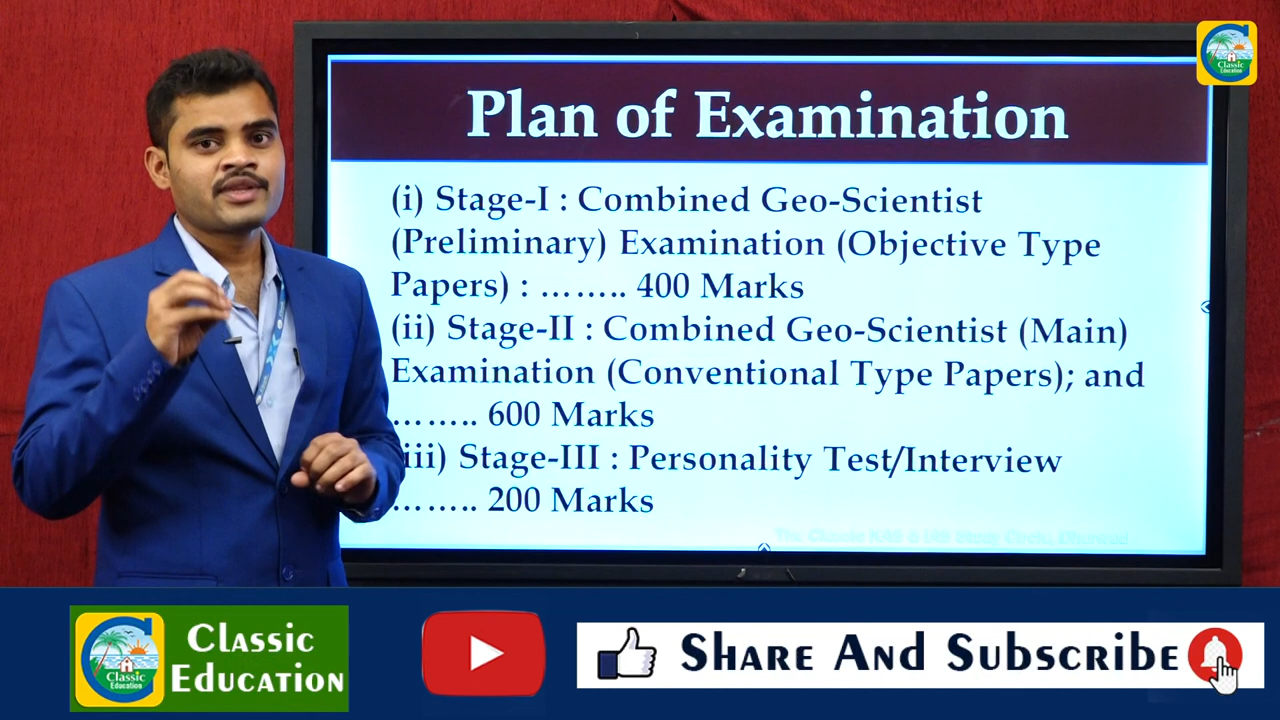 Plan of Examination
Classic
Education
(i) Stage-I : Combined Geo-Scientist
(Preliminary) Examination (Objective Type
Papers) : …….. 400 Marks
(ii) Stage-II : Combined Geo-Scientist (Main)
Examination (Conventional Type Papers); and
…….. 600 Marks
iii) Stage-III : Personality Test/Interview
…….. 200 Marks
Classic
Education
Classic
Education
Share And Subscribe